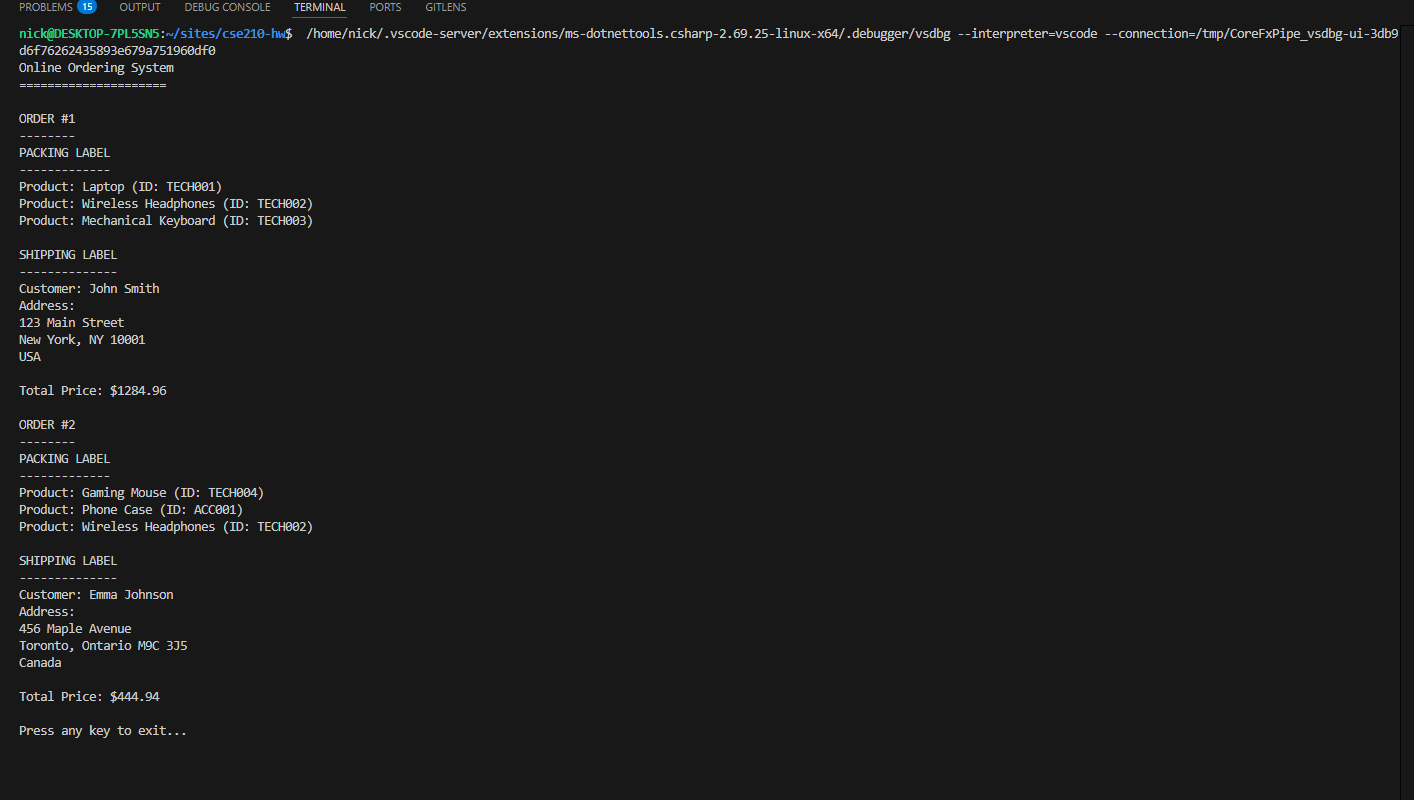 PROBLEMS 15 OUTPUT DEBUG CONSOLE TERMINAL PORTS GITLENS
nick@DESKTOP-7PL5SN5:~/sites/cse210-hw$ /home/nick/.vscode-server/extensions/ms-dotnettools.csharp-2.69.25-linux-x64/.debugger/vsdbg --interpreter=vscode --connection=/tmp/CoreFxPipe_vsdbg-ui-3db9
d6f76262435893e679a751960df0
Online Ordering System
=====================

ORDER #1
--------
PACKING LABEL
-------------
Product: Laptop (ID: TECH001)
Product: Wireless Headphones (ID: TECH002)
Product: Mechanical Keyboard (ID: TECH003)

SHIPPING LABEL
--------------
Customer: John Smith
Address:
123 Main Street
New York, NY 10001
USA

Total Price: $1284.96

ORDER #2
--------
PACKING LABEL
-------------
Product: Gaming Mouse (ID: TECH004)
Product: Phone Case (ID: ACC001)
Product: Wireless Headphones (ID: TECH002)

SHIPPING LABEL
--------------
Customer: Emma Johnson
Address:
456 Maple Avenue
Toronto, Ontario M9C 3J5
Canada

Total Price: $444.94

Press any key to exit...